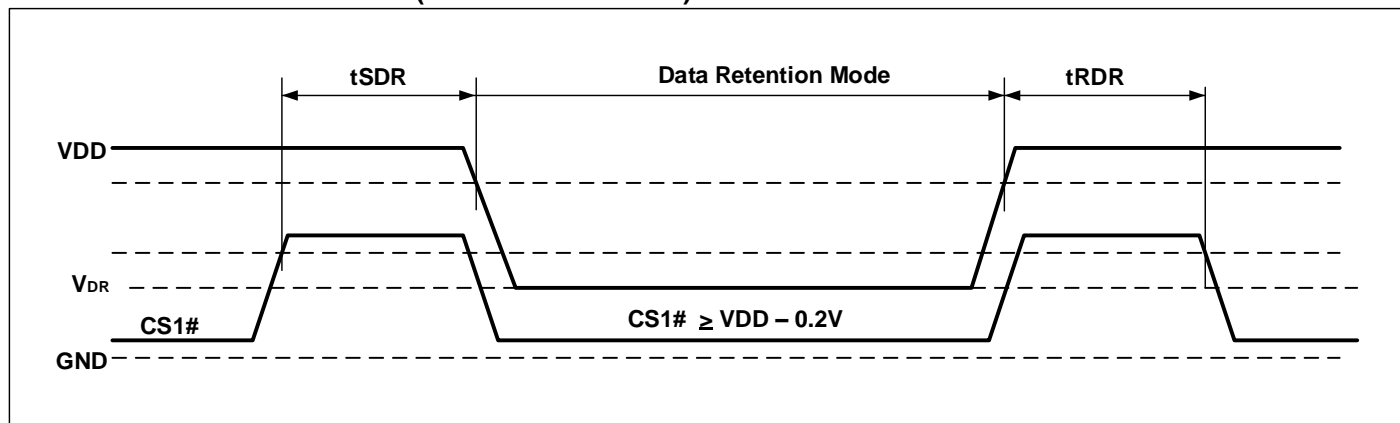 tSDR Data Retention Mode tRDR
VDD
VDR
CS1# ≥ VDD – 0.2V
CS1#
GND